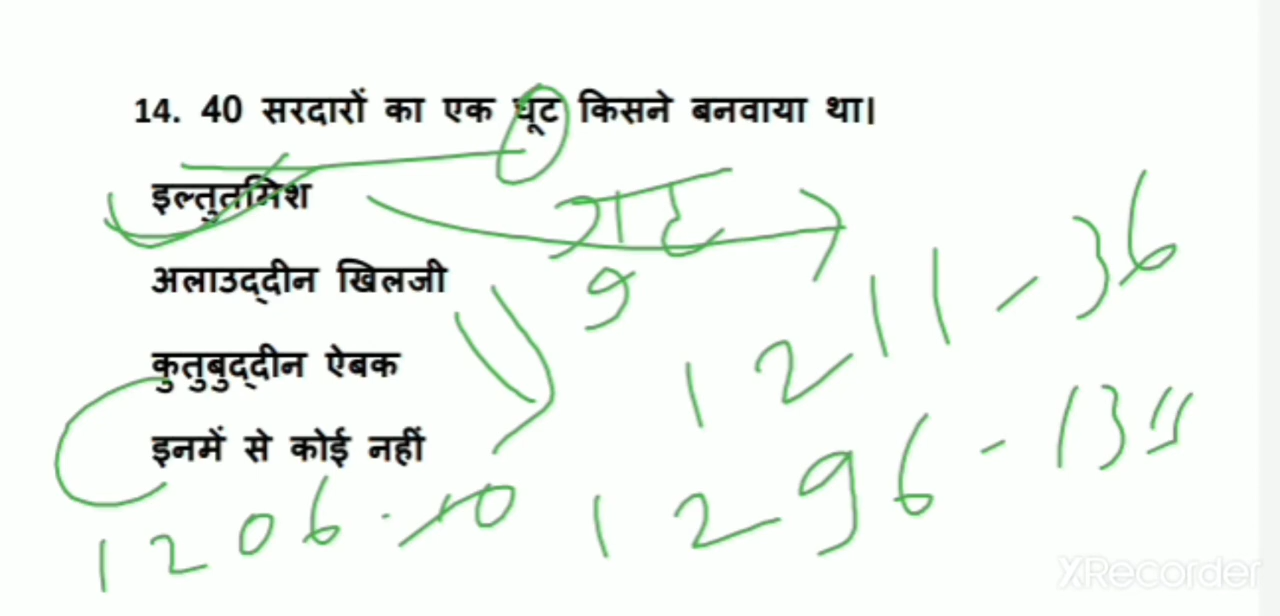 14. 40 सरदारों का एक घूट किसने बनवाया था।
इल्तुतमिश
अलाउद्दीन खिलजी
कुतुबुद्दीन ऐबक
इनमें से कोई नहीं
1211-36
1206-10
1296-13
XRecorder